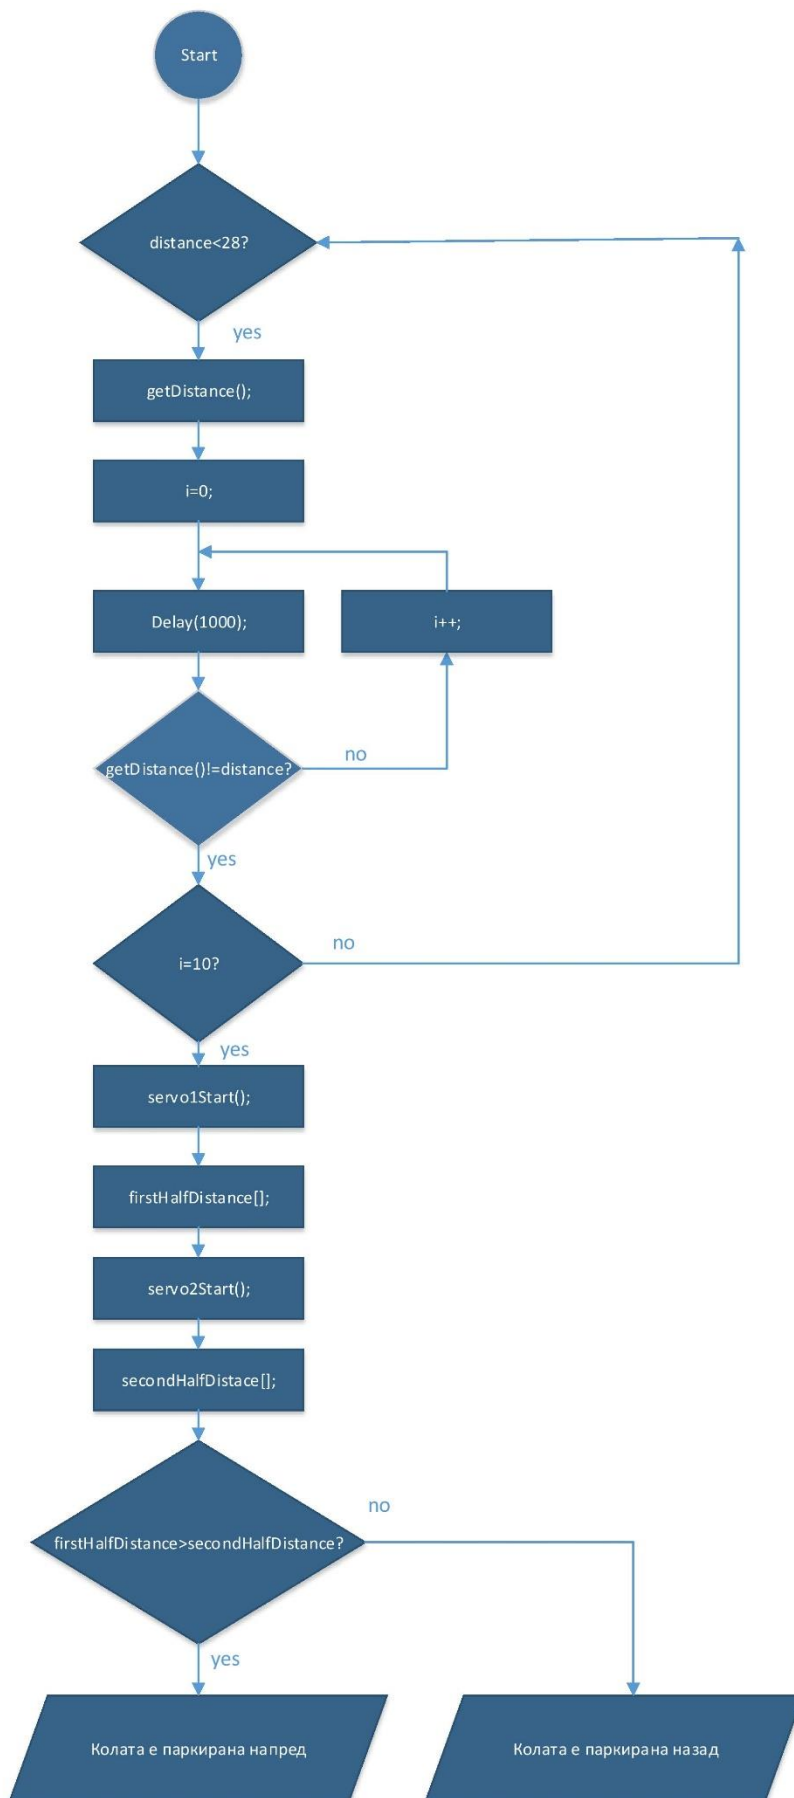 Start
distance<28?
yes
getDistance();
i=0;
Delay(1000);
i++;
getDistance()!=distance?
no
yes
i=10?
no
yes
servo1Start();
firstHalfDistance[];
servo2Start();
secondHalfDistace[];
firstHalfDistance>secondHalfDistance?
no
yes
Колата е паркирана напред
Колата е паркирана назад